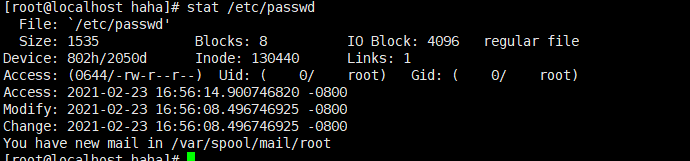 [root@localhost haha]# stat /etc/passwd
  File: `/etc/passwd'
  Size: 1535            Blocks: 8          IO Block: 4096   regular file
Device: 802h/2050d      Inode: 130440      Links: 1
Access: (0644/-rw-r--r--)  Uid: (    0/    root)   Gid: (    0/    root)
Access: 2021-02-23 16:56:14.900746820 -0800
Modify: 2021-02-23 16:56:08.496746925 -0800
Change: 2021-02-23 16:56:08.496746925 -0800
You have new mail in /var/spool/mail/root
[root@localhost haha]#